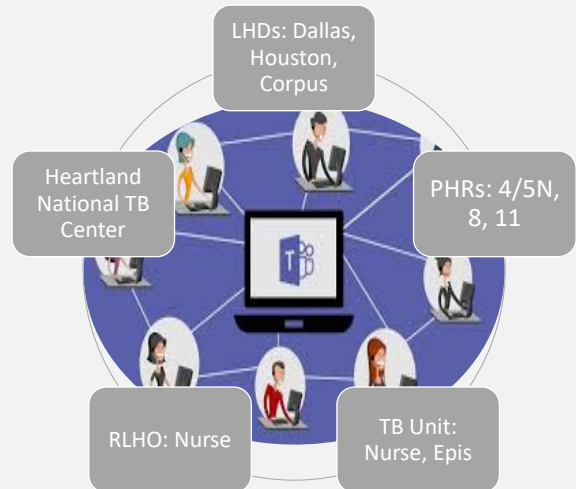 LHDs: Dallas,
Houston,
Corpus
Heartland
National TB
Center
PHRs: 4/5N,
8, 11
T
RLHO: Nurse
TB Unit:
Nurse, Epis